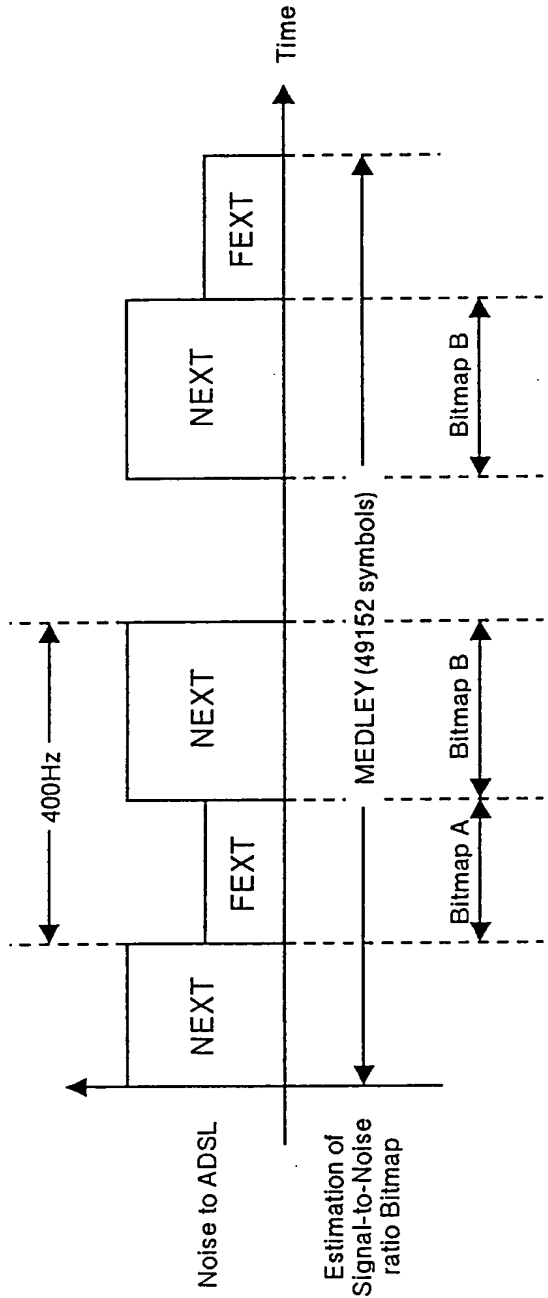 400Hz
Noise to ADSL
NEXT
FEXT
NEXT
NEXT
FEXT
Time
Estimation of
Signal-to-Noise
ratio Bitmap
MEDLEY (49152 symbols)
Bitmap A
Bitmap B
Bitmap B